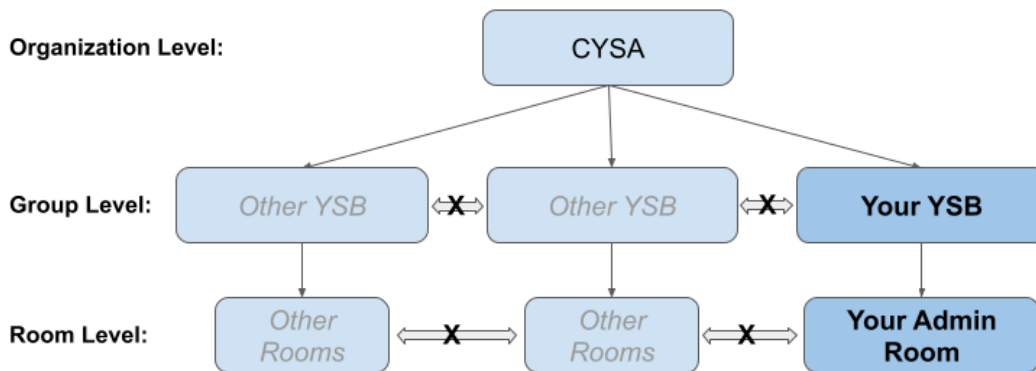 Organization Level:
CYSA
Group Level:
Other YSB
X
Other YSB
X
Your YSB
Room Level:
Other
Rooms
X
Other
Rooms
X
Your Admin
Room